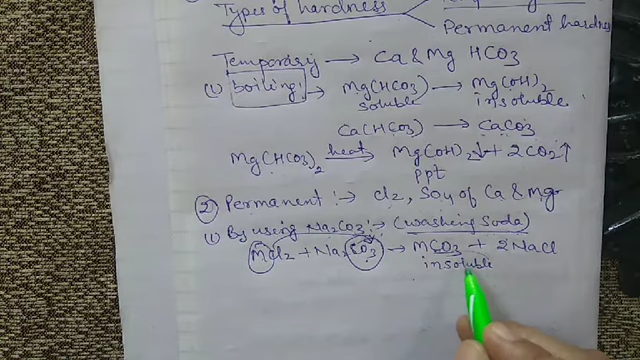 Types of hardness
Permanent hardness
Temporary → Ca & Mg HCO3
(1) boiling: → Mg(HCO3) → Mg(OH)2
soluble insoluble
Ca(HCO3) → CaCO3
Mg(HCO3)2 heat → Mg(OH)2↓ + 2CO2↑
ppt
2 Permanent :→ Cl2, SO4 of Ca & Mg
(1) By using Na2CO3 :→ (washing soda)
MCl2 + Na2CO3 → MCO3 + 2NaCl
insoluble